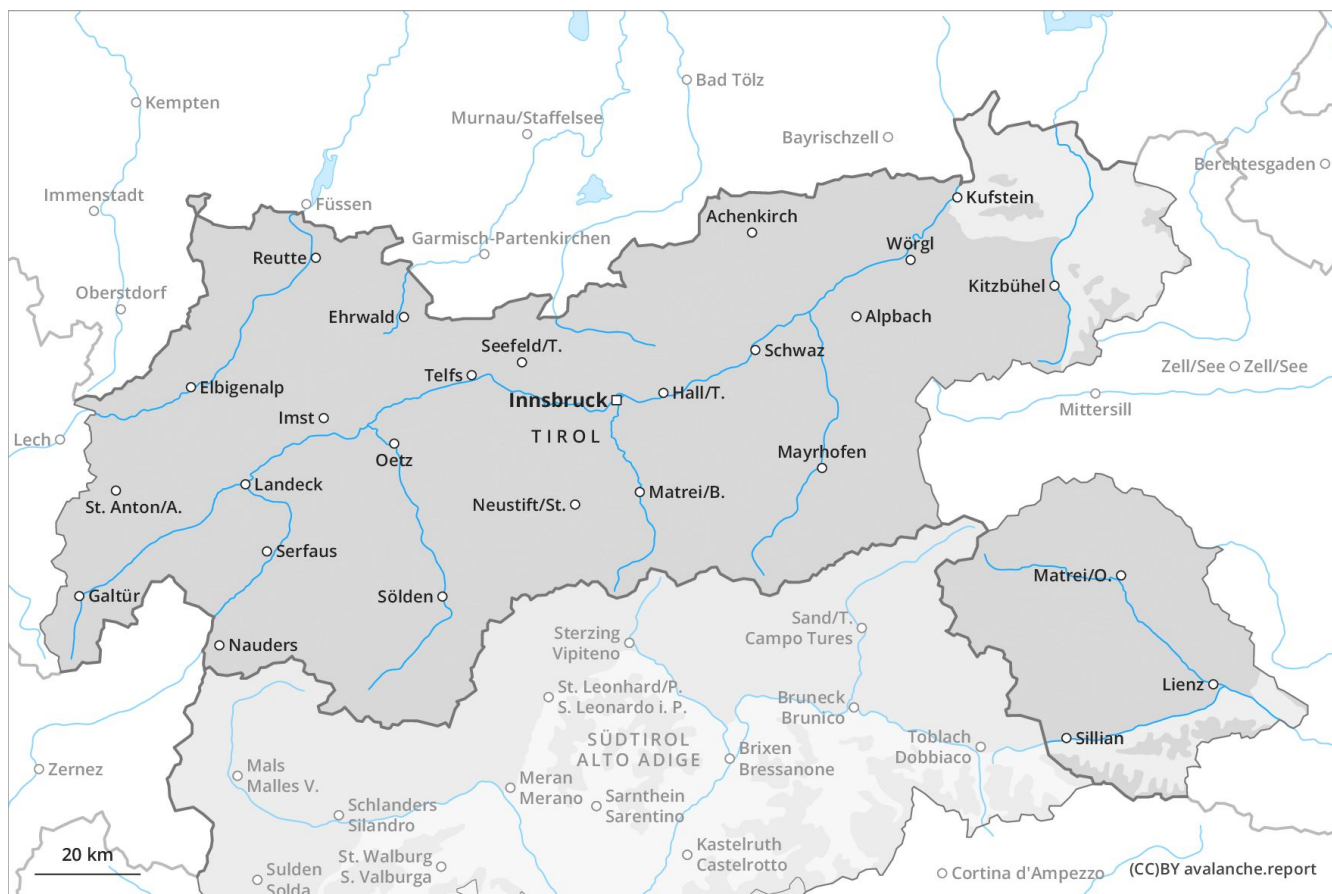 Kempten
Bad Tölz
Murnau/Staffelsee
Bayrischzell
Berchtesgaden
Immenstadt
Füssen
Kufstein
Achenkirch
Garmisch-Partenkirchen
Wörgl
Reutte
Kitzbühel
Oberstdorf
Ehrwald
Alpbach
Seefeld/T.
Schwaz
Telfs
Zell/See
Zell/See
Elbigenalp
Innsbruck
Hall/T.
Mittersill
Imst
TIROL
Lech
Oetz
Mayrhofen
Landeck
Matrei/B.
St. Anton/A.
Neustift/St.
Serfaus
Matrei/O.
Galtür
Sölden
Sand/T.
Campo Tures
Sterzing
Vipiteno
Nauders
Lienz
St. Leonhard/P.
S. Leonardo i. P.
Bruneck
Brunico
SÜDTIROL
ALTO ADIGE
Toblach
Dobbiaco
Sillian
Brixen
Bressanone
Zernez
Mals
Malles V.
Meran
Merano
Sarnthein
Sarentino
Schlanders
Silandro
Kastelruth
Castelrotto
20 km
St. Walburg
S. Valburga
Sulden
Solda
Cortina d'Ampezzo
(CC)BY avalanche.report